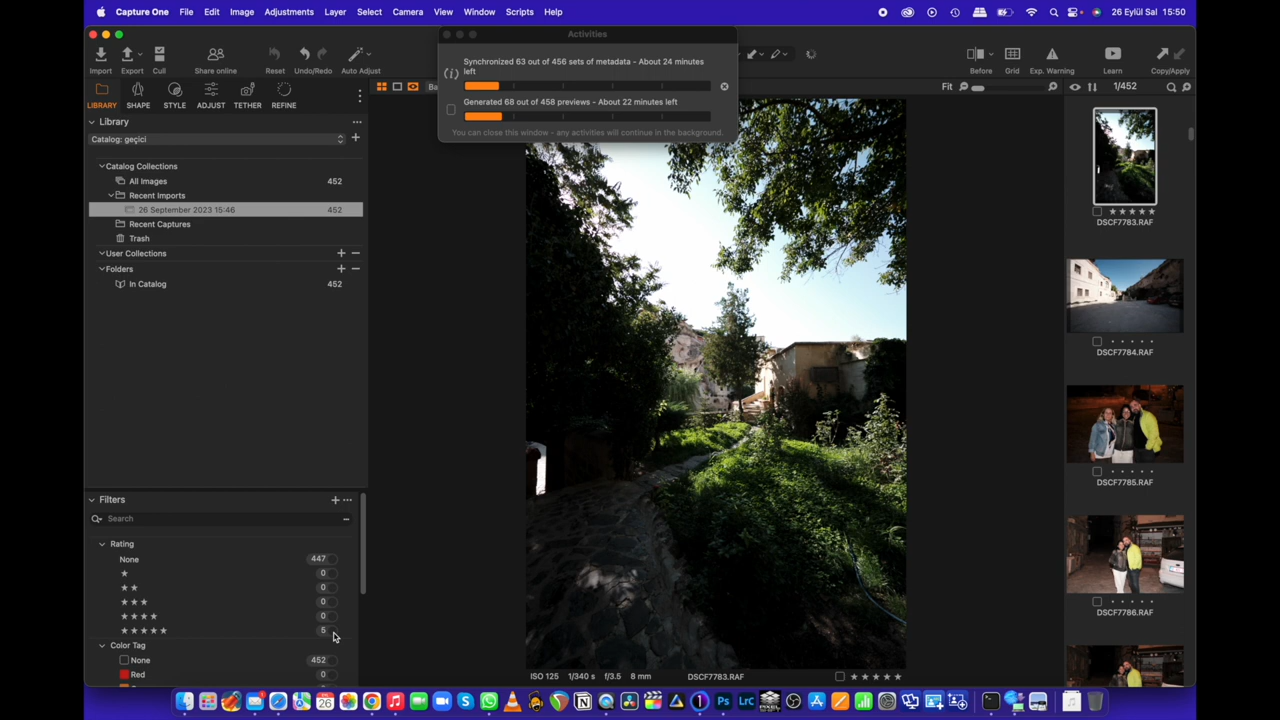 Capture One File Edit Image Adjustments Layer Select Camera View Window Scripts Help
26 Eylül Sal 15:50
Activities
Import Export Cull Share online Reset Undo/Redo Auto Adjust
Before Grid Exp. Warning Learn Copy/Apply
Synchronized 63 out of 456 sets of metadata - About 24 minutes
left
Generated 68 out of 458 previews - About 22 minutes left
You can close this window - any activities will continue in the background.
LIBRARY SHAPE STYLE ADJUST TETHER REFINE
Ba
Fit
1/452
Library
Catalog: geçici
Catalog Collections
All Images 452
Recent Imports
26 September 2023 15:46 452
Recent Captures
Trash
User Collections
Folders
In Catalog 452
Filters
Search
Rating
None 447
★ 0
★ ★ 0
★ ★ ★ 0
★ ★ ★ ★ 0
★ ★ ★ ★ ★ 5
Color Tag
None 452
Red 0
ISO 125 1/340 s f/3.5 8 mm DSCF7783.RAF
DSCF7783.RAF
DSCF7784.RAF
DSCF7785.RAF
DSCF7786.RAF
Ps LrC